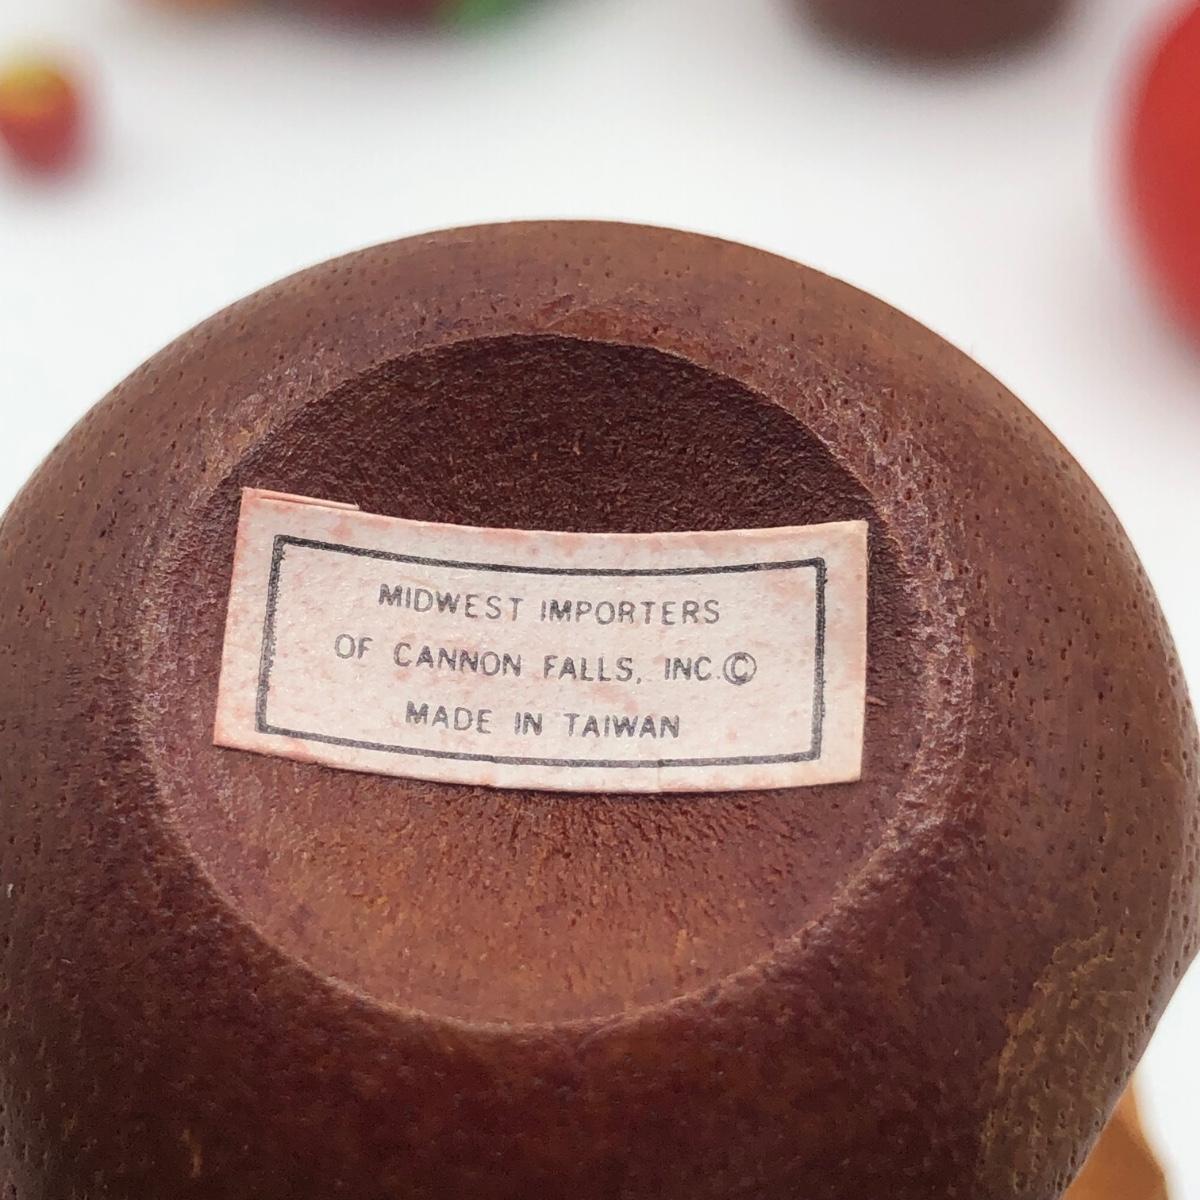 MIDWEST IMPORTERS
OF CANNON FALLS, INC.©
MADE IN TAIWAN